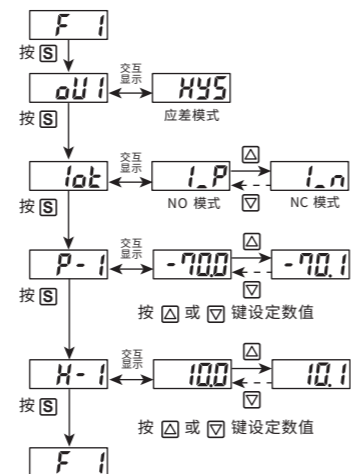 F 1
按 S
oU1 交互显示 HYS
应差模式
按 S
1ot 交互显示 1_P △ 1_n
NO 模式 ▽ NC 模式
按 S
P-1 交互显示 -70.0 △ -70.1
▽
按 S
按 △ 或 ▽ 键设定数值
H-1 交互显示 10.0 △ 10.1
▽
按 S
按 △ 或 ▽ 键设定数值
F 1